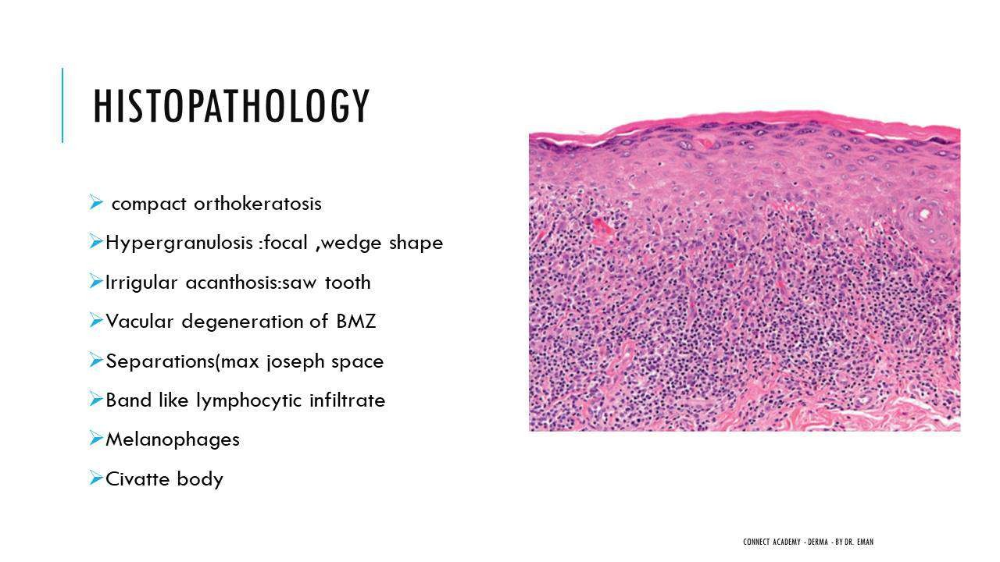 HISTOPATHOLOGY
compact orthokeratosis
Hypergranulosis :focal ,wedge shape
Irrigular acanthosis:saw tooth
Vacular degeneration of BMZ
Separations(max joseph space
Band like lymphocytic infiltrate
Melanophages
Civatte body
CONNECT ACADEMY - DERMA - BY DR. EMAN